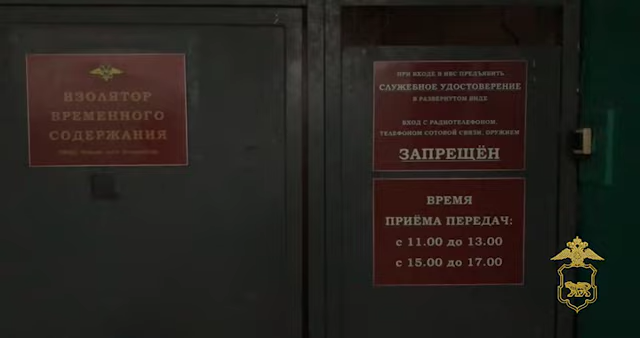 ИЗОЛЯТОР
ВРЕМЕННОГО
СОДЕРЖАНИЯ
ПРИ ВХОДЕ В ИВС ПРЕДЪЯВИТЬ
СЛУЖЕБНОЕ УДОСТОВЕРЕНИЕ
В РАЗВЕРНУТОМ ВИДЕ
ВХОД С РАДИОТЕЛЕФОНОМ,
ТЕЛЕФОНОМ СОТОВОЙ СВЯЗИ, ОРУЖИЕМ
ЗАПРЕЩЁН
ВРЕМЯ
ПРИЁМА ПЕРЕДАЧ:
с 11.00 до 13.00
с 15.00 до 17.00